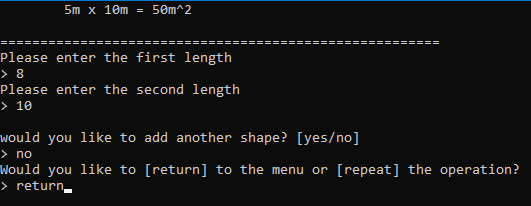 5m x 10m = 50m^2
=======================================================
Please enter the first length
> 8
Please enter the second length
> 10
would you like to add another shape? [yes/no]
> no
Would you like to [return] to the menu or [repeat] the operation?
> return_